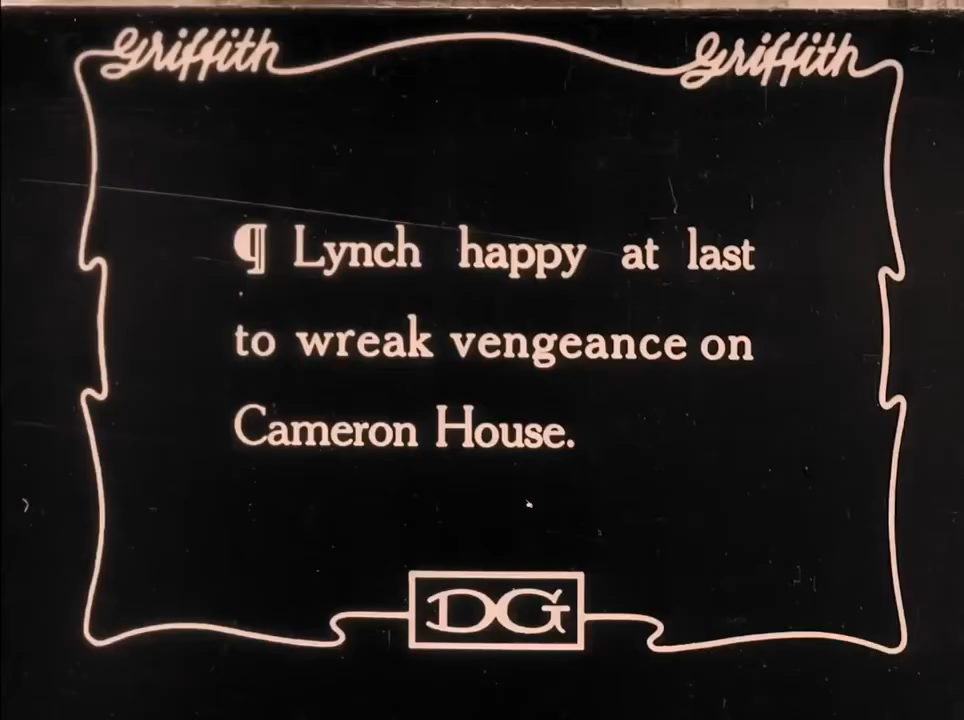 Griffith Griffith
¶ Lynch happy at last
to wreak vengeance on
Cameron House.
DG